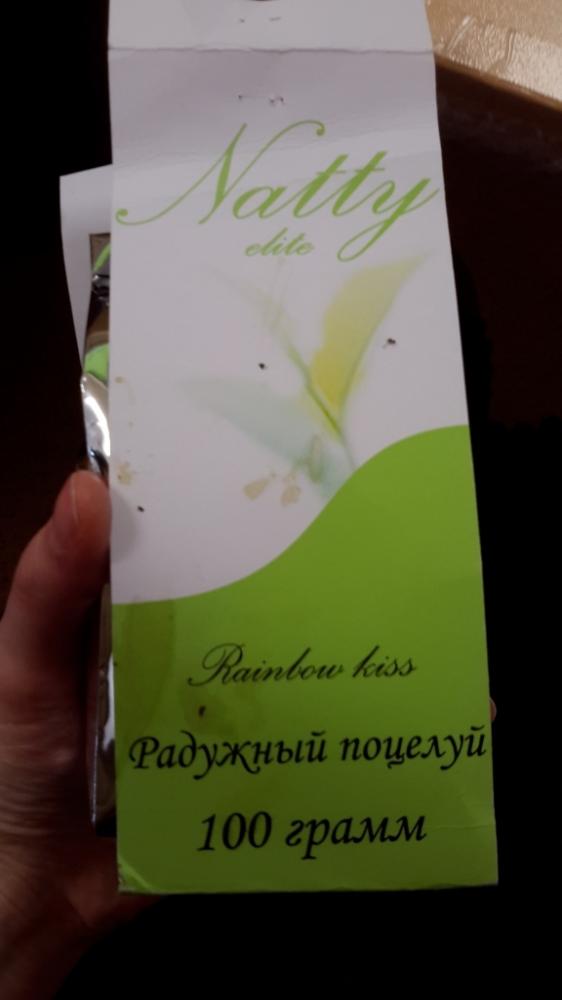 Natty
elite
Rainbow kiss
Радужный поцелуй
100 грамм